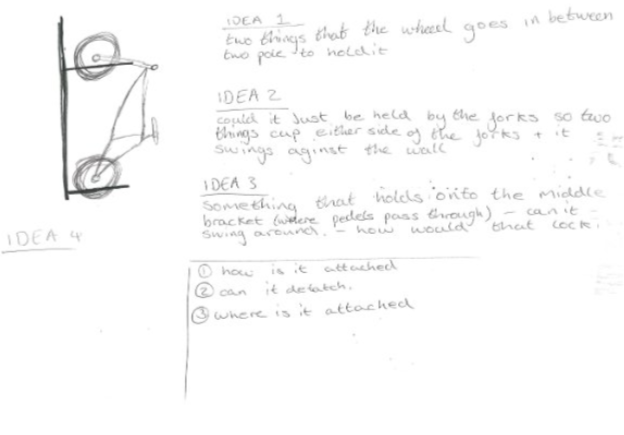 IDEA 1
two things that the wheel goes in between
two pole to hold it
IDEA 2
could it Just be held by the forks so two
things cup either side of the forks + it
swings aginst the wall
IDEA 3
something that holds onto the middle
bracket (where pedels pass through) - can it
swing around. - how would that lock.
IDEA 4
① how is it attached
② can it detatch.
③ where is it attached